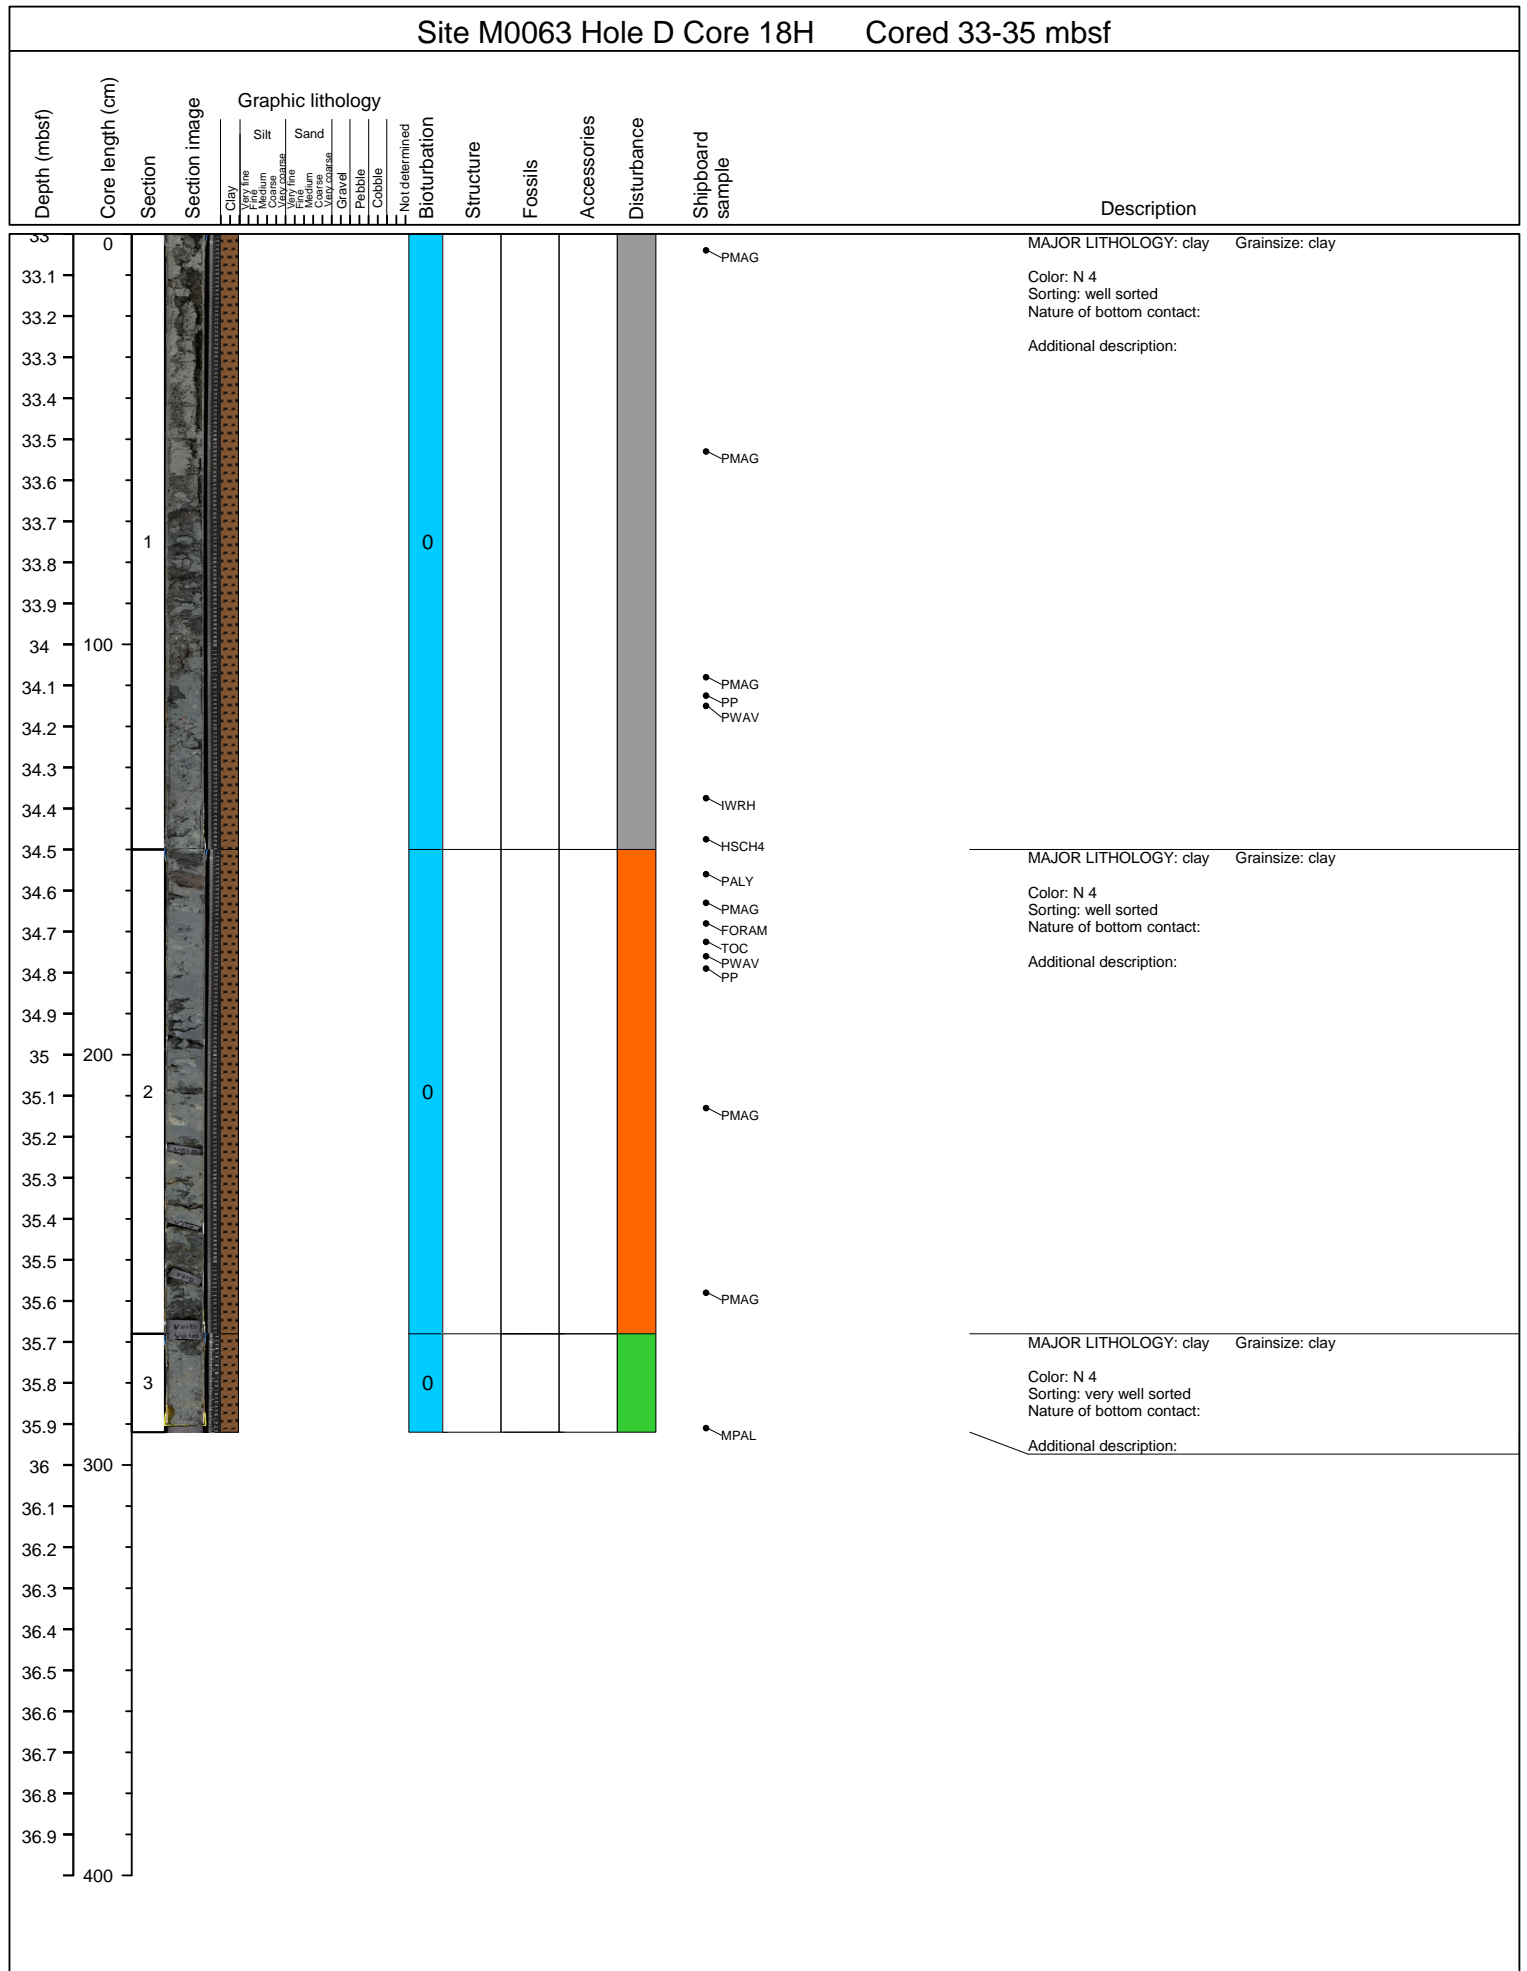 Site M0063 Hole D Core 18H Cored 33-35 mbsf
Depth (mbsf)
Core length (cm)
Section
Section image
Graphic lithology
Clay
Silt
Very fine
Fine
Medium
Coarse
Very coarse
Sand
Very fine
Fine
Medium
Coarse
Very coarse
Gravel
Pebble
Cobble
Not determined
Bioturbation
Structure
Fossils
Accessories
Disturbance
Shipboard
sample
Description
33
33.1
33.2
33.3
33.4
33.5
33.6
33.7
33.8
33.9
34
34.1
34.2
34.3
34.4
34.5
34.6
34.7
34.8
34.9
35
35.1
35.2
35.3
35.4
35.5
35.6
35.7
35.8
35.9
36
36.1
36.2
36.3
36.4
36.5
36.6
36.7
36.8
36.9
0
100
200
300
400
1
2
3
Void
Void
Void
Void
Void
0
0
0
PMAG
PMAG
PMAG
PP
PWAV
IWRH
HSCH4
PALY
PMAG
FORAM
TOC
PWAV
PP
PMAG
PMAG
MPAL
MAJOR LITHOLOGY: clay Grainsize: clay
Color: N 4
Sorting: well sorted
Nature of bottom contact:
Additional description:
MAJOR LITHOLOGY: clay Grainsize: clay
Color: N 4
Sorting: well sorted
Nature of bottom contact:
Additional description:
MAJOR LITHOLOGY: clay Grainsize: clay
Color: N 4
Sorting: very well sorted
Nature of bottom contact:
Additional description: